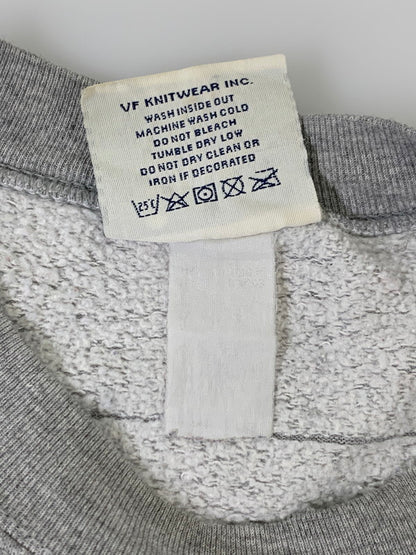 VF KNITWEAR INC.
WASH INSIDE OUT
MACHINE WASH COLD
DO NOT BLEACH
TUMBLE DRY LOW
DO NOT DRY CLEAN OR
IRON IF DECORATED
25°C